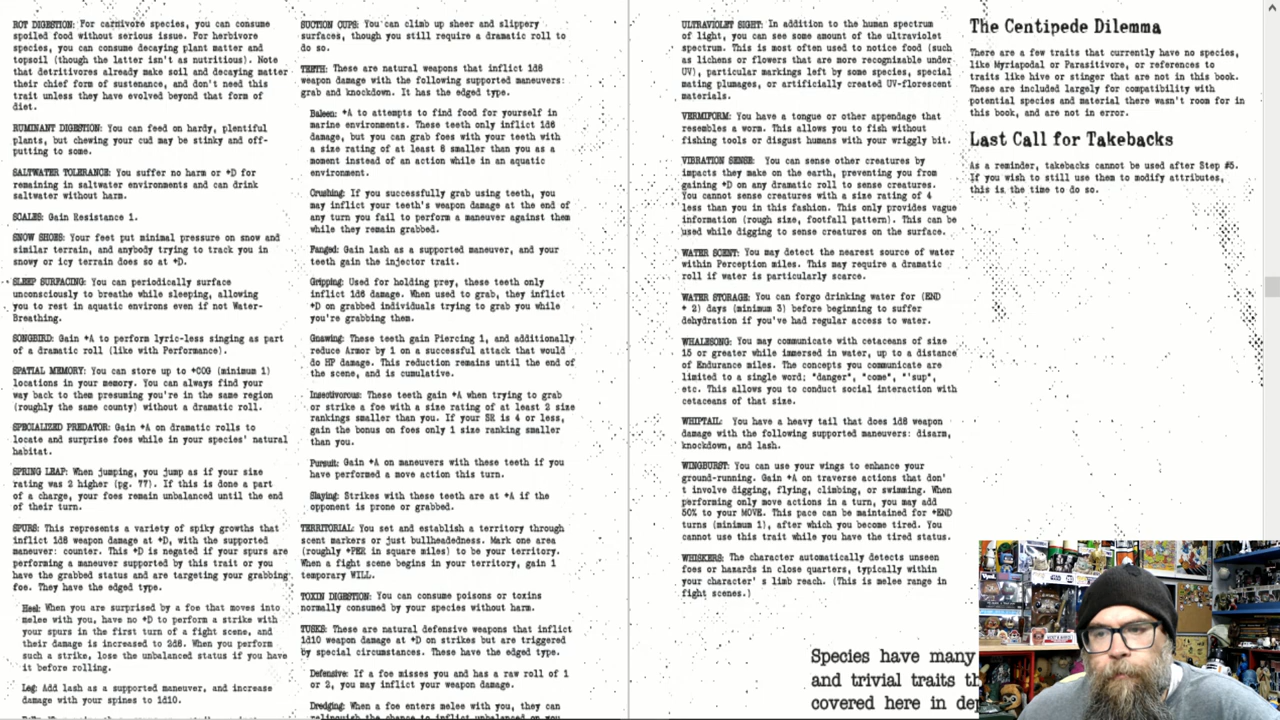 ROT DIGESTION: For carnivore species, you can consume
spoiled food without serious issue. For herbivore
species, you can consume decaying plant matter and
topsoil (though the latter isn't as nutritious). Note
that detritivores already make soil and decaying matter
their chief form of sustenance, and don't need this
trait unless they have evolved beyond that form of
diet.
RUMINANT DIGESTION: You can feed on hardy, plentiful
plants, but chewing your cud may be stinky and off-
putting to some.
SALTWATER TOLERANCE: You suffer no harm or +D for
remaining in saltwater environments and can drink
saltwater without harm.
SCALES: Gain Resistance 1.
SNOW SHOES: Your feet put minimal pressure on snow and
similar terrain, and anybody trying to track you in
snowy or icy terrain does so at +D.
SLEEP SURFACING: You can periodically surface
unconsciously to breathe while sleeping, allowing
you to rest in aquatic environs even if not Water-
Breathing.
SONGBIRD: Gain +A to perform lyric-less singing as part
of a dramatic roll (like with Performance).
SPATIAL MEMORY: You can store up to +COG (minimum 1)
locations in your memory. You can always find your
way back to them presuming you're in the same region
(roughly the same county) without a dramatic roll.
SPECIALIZED PREDATOR: Gain +A on dramatic rolls to
locate and surprise foes while in your species' natural
habitat.
SPRING LEAP: When jumping, you jump as if your size
rating was 2 higher (pg. 77). If this is done a part
of a charge, your foes remain unbalanced until the end
of their turn.
SPURS: This represents a variety of spiky growths that
inflict 1d8 weapon damage at +D, with the supported
maneuver: counter. This +D is negated if your spurs are
performing a maneuver supported by this trait or you
have the grabbed status and are targeting your grabbing
foe. They have the edged type.
Heel: When you are surprised by a foe that moves into
melee with you, have no +D to perform a strike with
your spurs in the first turn of a fight scene, and
their damage is increased to 2d6. When you perform
such a strike, lose the unbalanced status if you have
it before rolling.
Leg: Add lash as a supported maneuver, and increase
damage with your spines to 1d10.
SUCTION CUPS: You can climb up sheer and slippery
surfaces, though you still require a dramatic roll to
do so.
TEETH: These are natural weapons that inflict 1d8
weapon damage with the following supported maneuvers:
grab and knockdown. It has the edged type.
Baleen: +A to attempts to find food for yourself in
marine environments. These teeth only inflict 1d6
damage, but you can grab foes with your teeth with
a size rating of at least 6 smaller than you as a
moment instead of an action while in an aquatic
environment.
Crushing: If you successfully grab using teeth, you
may inflict your teeth's weapon damage at the end of
any turn you fail to perform a maneuver against them
while they remain grabbed.
Fanged: Gain lash as a supported maneuver, and your
teeth gain the injector trait.
Gripping: Used for holding prey, these teeth only
inflict 1d6 damage. When used to grab, they inflict
+D on grabbed individuals trying to grab you while
you're grabbing them.
Gnawing: These teeth gain Piercing 1, and additionally
reduce Armor by 1 on a successful attack that would
do HP damage. This reduction remains until the end of
the scene, and is cumulative.
Insectivorous: These teeth gain +A when trying to grab
or strike a foe with a size rating of at least 2 size
rankings smaller than you. If your SR is 4 or less,
gain the bonus on foes only 1 size ranking smaller
than you.
Pursuit: Gain +A on maneuvers with these teeth if you
have performed a move action this turn.
Slaying: Strikes with these teeth are at +A if the
opponent is prone or grabbed.
TERRITORIAL: You set and establish a territory through
scent markers or just bullheadedness. Mark one area
(roughly +PER in square miles) to be your territory.
When a fight scene begins in your territory, gain 1
temporary WILL.
TOXIN DIGESTION: You can consume poisons or toxins
normally consumed by your species without harm.
TUSKS: These are natural defensive weapons that inflict
1d10 weapon damage at +D on strikes but are triggered
by special circumstances. These have the edged type.
Defensive: If a foe misses you and has a raw roll of 1
or 2, you may inflict your weapon damage.
Dredging: When a foe enters melee with you, they can
relinquish the chance to inflict unbalanced on you
ULTRAVIOLET SIGHT: In addition to the human spectrum
of light, you can see some amount of the ultraviolet
spectrum. This is most often used to notice food (such
as lichens or flowers that are more recognizable under
UV), particular markings left by some species, special
mating plumages, or artificially created UV-florescent
materials.
VERMIFORM: You have a tongue or other appendage that
resembles a worm. This allows you to fish without
fishing tools or disgust humans with your wriggly bit.
VIBRATION SENSE: You can sense other creatures by
impacts they make on the earth, preventing you from
gaining +D on any dramatic roll to sense creatures.
You cannot sense creatures with a size rating of 4
less than you in this fashion. This only provides vague
information (rough size, footfall pattern). This can be
used while digging to sense creatures on the surface.
WATER SCENT: You may detect the nearest source of water
within Perception miles. This may require a dramatic
roll if water is particularly scarce.
WATER STORAGE: You can forgo drinking water for (END
+ 2) days (minimum 3) before beginning to suffer
dehydration if you've had regular access to water.
WHALESONG: You may communicate with cetaceans of size
15 or greater while immersed in water, up to a distance
of Endurance miles. The concepts you communicate are
limited to a single word; "danger", "come", "'sup",
etc. This allows you to conduct social interaction with
cetaceans of that size.
WHIPTAIL: You have a heavy tail that does 1d8 weapon
damage with the following supported maneuvers: disarm,
knockdown, and lash.
WINGBURST: You can use your wings to enhance your
ground-running. Gain +A on traverse actions that don'
t involve digging, flying, climbing, or swimming. When
performing only move actions in a turn, you may add
50% to your MOVE. This pace can be maintained for +END
turns (minimum 1), after which you become tired. You
cannot use this trait while you have the tired status.
WHISKERS: The character automatically detects unseen
foes or hazards in close quarters, typically within
your character' s limb reach. (This is melee range in
fight scenes.)
Species have many
and trivial traits th
covered here in dep
The Centipede Dilemma
There are a few traits that currently have no species,
like Myriapodal or Parasitivore, or references to
traits like hive or stinger that are not in this book.
These are included largely for compatibility with
potential species and material there wasn't room for in
this book, and are not in error.
Last Call for Takebacks
As a reminder, takebacks cannot be used after Step #5.
If you wish to still use them to modify attributes,
this is the time to do so.